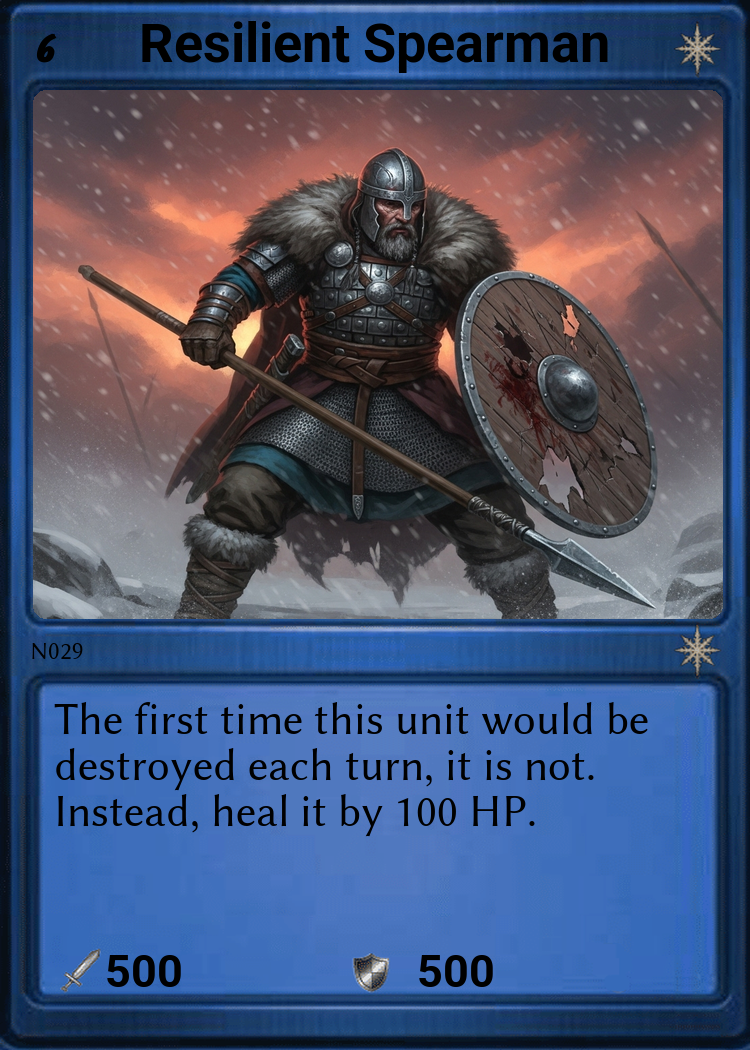 6 Resilient Spearman
N029
The first time this unit would be
destroyed each turn, it is not.
Instead, heal it by 100 HP.
500 500